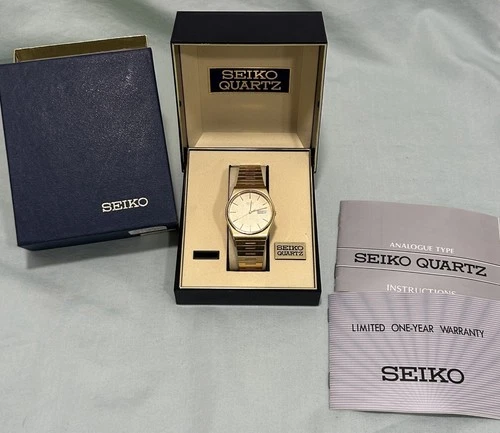 SEIKO
QUARTZ
SEIKO
SEIKO
QUARTZ
ANALOGUE TYPE
SEIKO QUARTZ
INSTRUCTIONS
LIMITED ONE-YEAR WARRANTY
SEIKO